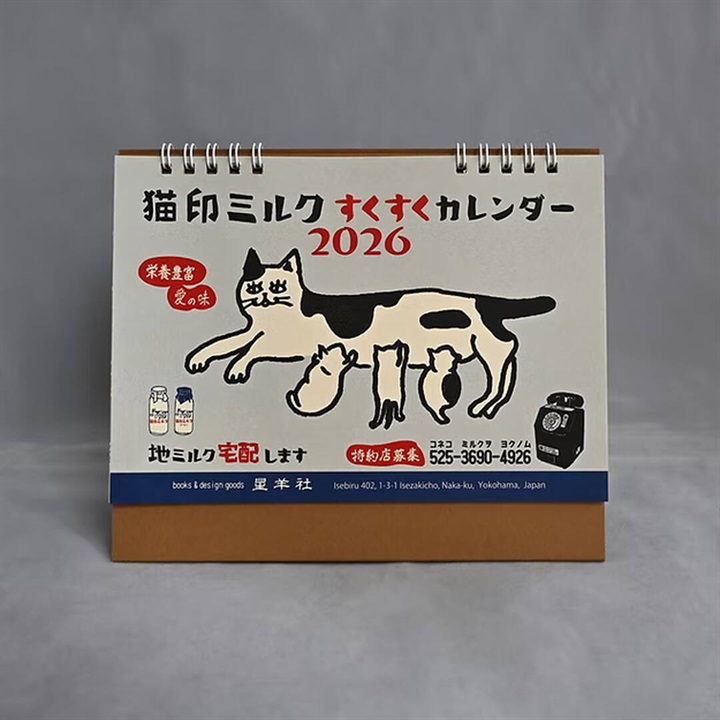 猫印ミルク すくすくカレンダー
2026
栄養豊富
愛の味
地ミルク宅配します
特約店募集
コネコ ミルクヲ ヨクノム
525-3690-4926
books & design goods 星羊社 Isebiru 402, 1-3-1 Isezakicho, Naka-ku, Yokohama, Japan